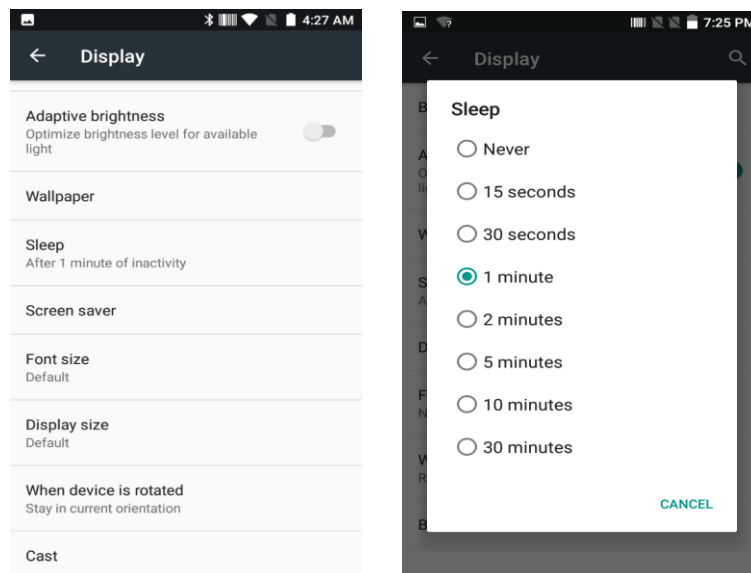 4:27 AM
Display
Adaptive brightness
Optimize brightness level for available
light
Wallpaper
Sleep
After 1 minute of inactivity
Screen saver
Font size
Default
Display size
Default
When device is rotated
Stay in current orientation
Cast
7:25 PM
Display
B
Sleep
Never
A
O
li
15 seconds
W
30 seconds
S
1 minute
A
2 minutes
D
5 minutes
F
10 minutes
N
30 minutes
W
R
CANCEL
B